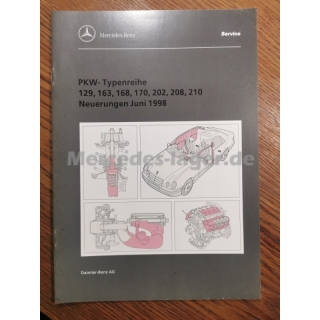 Mercedes-Benz
Service
PKW-Typenreihe
129, 163, 168, 170, 202, 208, 210
Neuerungen Juni 1998
Mercedes-lager.de
Daimler-Benz AG